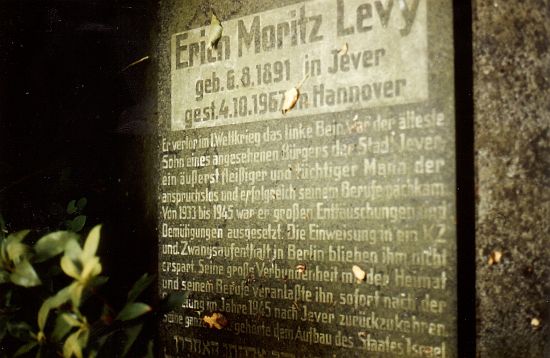 Erich Moritz Levy
geb. 6.8.1891 in Jever
gest. 4.10.1967 in Hannover
Er verlor im 1. Weltkrieg das linke Bein, war der älteste
Sohn eines angesehenen Bürgers der Stadt Jever
ein äußerst fleißiger und tüchtiger Mann der
anspruchslos und erfolgreich seinem Berufe nachkam
Von 1933 bis 1945 war er großen Enttäuschungen und
Demütigungen ausgesetzt. Die Einweisung in ein KZ
und Zwangsaufenthalt in Berlin blieben ihm nicht
erspart. Seine große Verbundenheit mit der Heimat
und seinem Berufe veranlaßte ihn, sofort nach der
im Jahre 1945 nach Jever zurückzukehren
Seine ganze gehörte dem Aufbau des Staates Israel